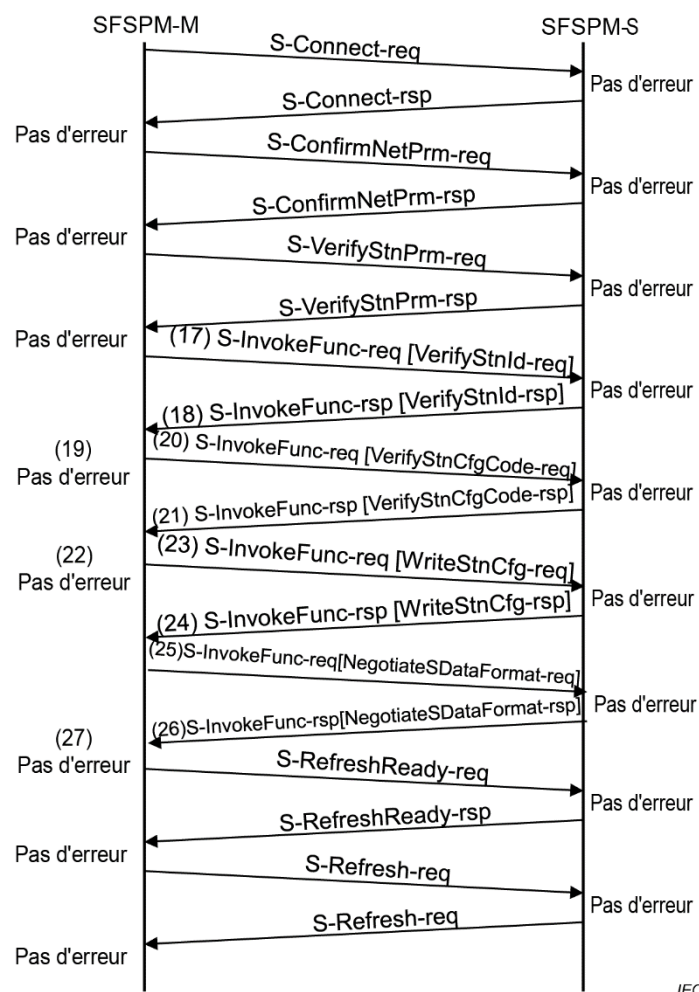 SFSPM-M
SFSPM-S
S-Connect-req
Pas d'erreur
S-Connect-rsp
Pas d'erreur
S-ConfirmNetPrm-req
Pas d'erreur
S-ConfirmNetPrm-rsp
Pas d'erreur
S-VerifyStnPrm-req
Pas d'erreur
S-VerifyStnPrm-rsp
Pas d'erreur
(17) S-InvokeFunc-req [VerifyStnId-req]
Pas d'erreur
(18) S-InvokeFunc-rsp [VerifyStnId-rsp]
(19)
Pas d'erreur
(20) S-InvokeFunc-req [VerifyStnCfgCode-req]
Pas d'erreur
(21) S-InvokeFunc-rsp [VerifyStnCfgCode-rsp]
(22)
Pas d'erreur
(23) S-InvokeFunc-req [WriteStnCfg-req]
Pas d'erreur
(24) S-InvokeFunc-rsp [WriteStnCfg-rsp]
(25)S-InvokeFunc-req[NegotiateSDataFormat-req]
Pas d'erreur
(26)S-InvokeFunc-rsp[NegotiateSDataFormat-rsp]
(27)
Pas d'erreur
S-RefreshReady-req
Pas d'erreur
S-RefreshReady-rsp
Pas d'erreur
S-Refresh-req
Pas d'erreur
S-Refresh-req
Pas d'erreur
IEC